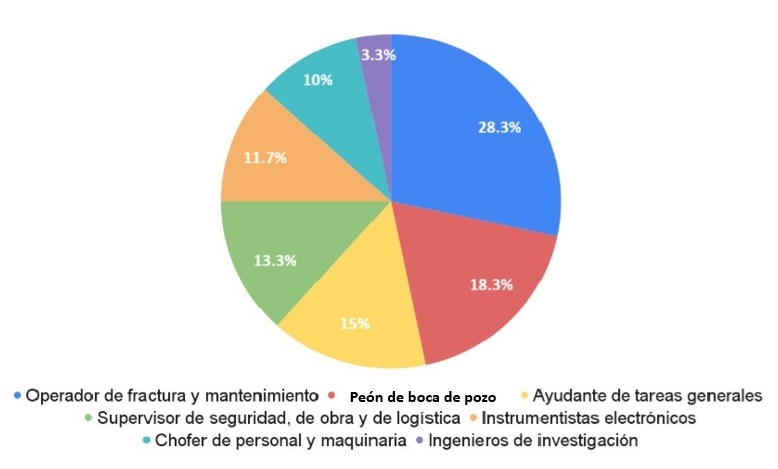 3.3%
10%
28.3%
11.7%
13.3%
18.3%
15%
Operador de fractura y mantenimiento Peón de boca de pozo Ayudante de tareas generales
Supervisor de seguridad, de obra y de logística Instrumentistas electrónicos
Chofer de personal y maquinaria Ingenieros de investigación